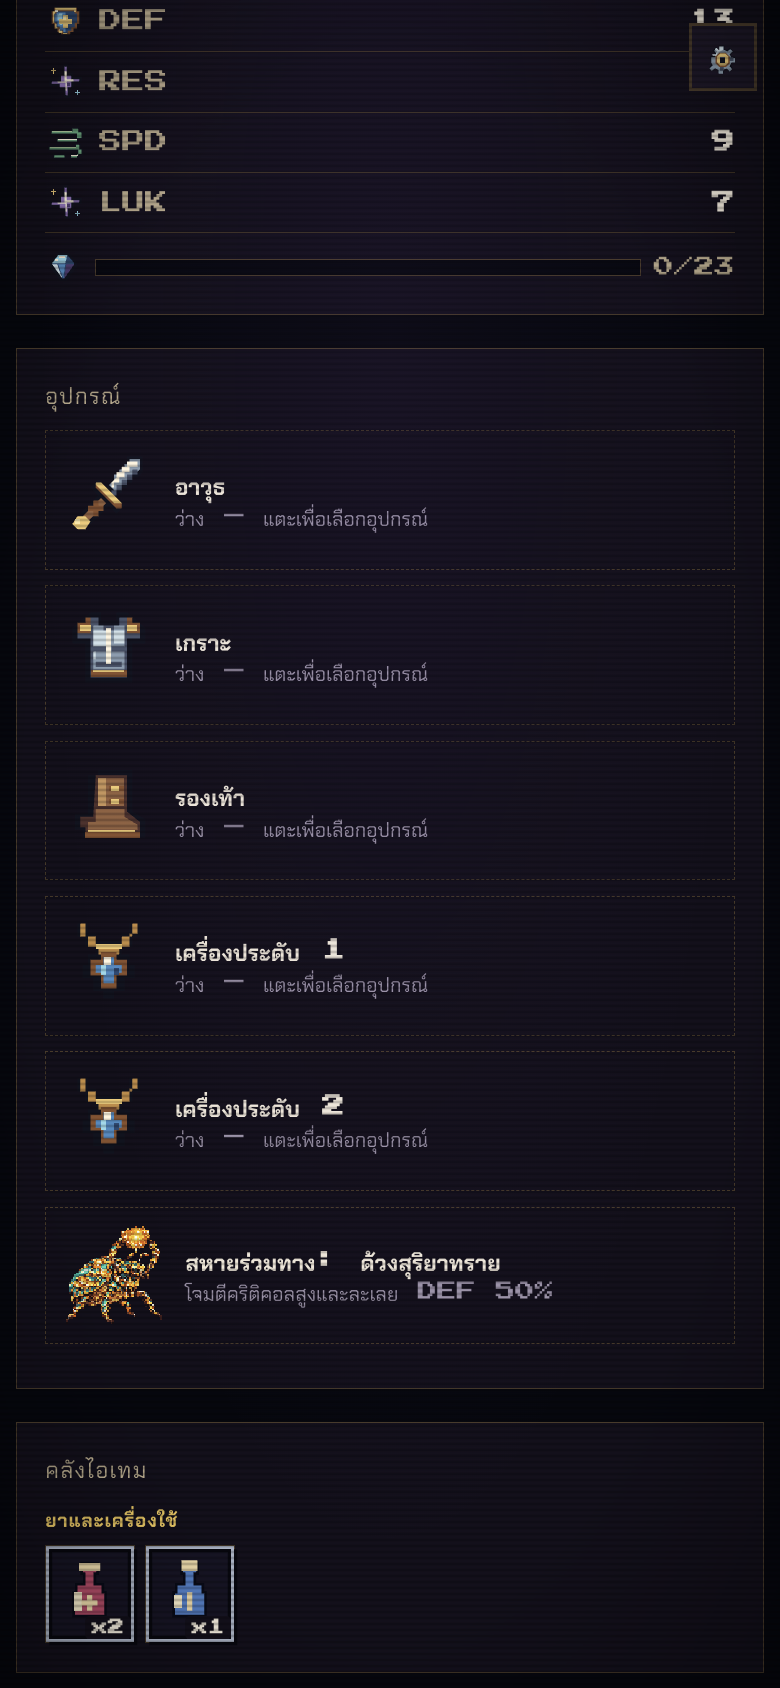 DEF 13
RES
SPD 9
LUK 7
0/23
อุปกรณ์
อาวุธ
ว่าง — แตะเพื่อเลือกอุปกรณ์
เกราะ
ว่าง — แตะเพื่อเลือกอุปกรณ์
รองเท้า
ว่าง — แตะเพื่อเลือกอุปกรณ์
เครื่องประดับ 1
ว่าง — แตะเพื่อเลือกอุปกรณ์
เครื่องประดับ 2
ว่าง — แตะเพื่อเลือกอุปกรณ์
สหายร่วมทาง: ด้วงสุริยาทราย
โจมตีคริติคอลสูงและละเลย DEF 50%
คลังไอเทม
ยาและเครื่องใช้
x2 x1